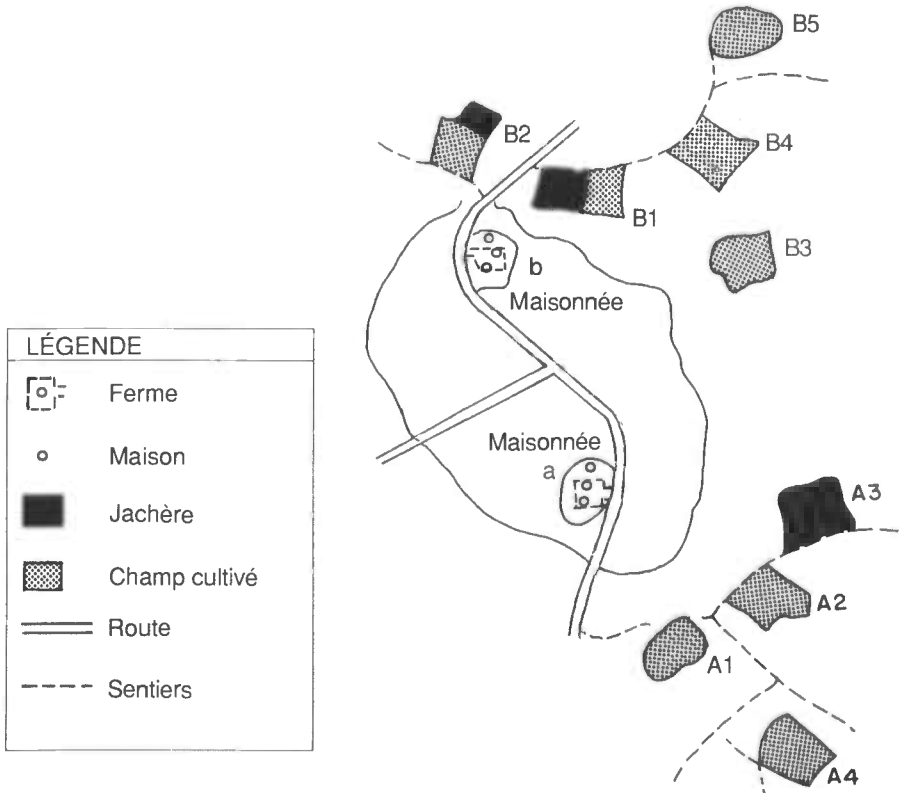 B5
B2
B4
B1
B3
b
Maisonnée
LÉGENDE
Ferme
Maison
Jachère
Champ cultivé
Route
Sentiers
Maisonnée
a
A3
A2
A1
A4